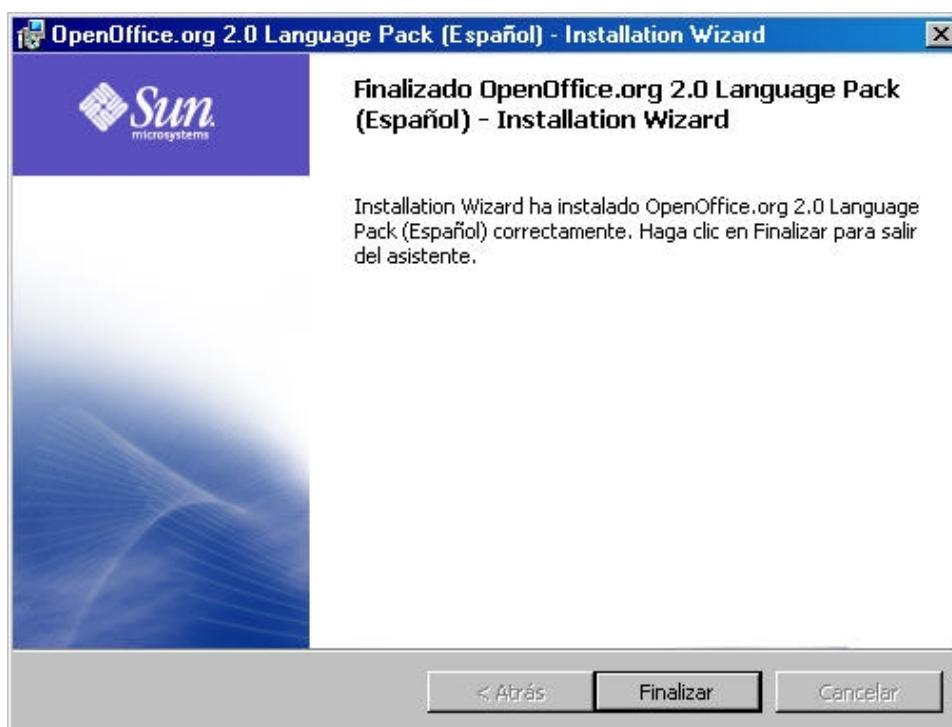 OpenOffice.org 2.0 Language Pack (Español) - Installation Wizard
Sun
microsystems
Finalizado OpenOffice.org 2.0 Language Pack
(Español) - Installation Wizard
Installation Wizard ha instalado OpenOffice.org 2.0 Language
Pack (Español) correctamente. Haga clic en Finalizar para salir
del asistente.
< Atrás
Finalizar
Cancelar